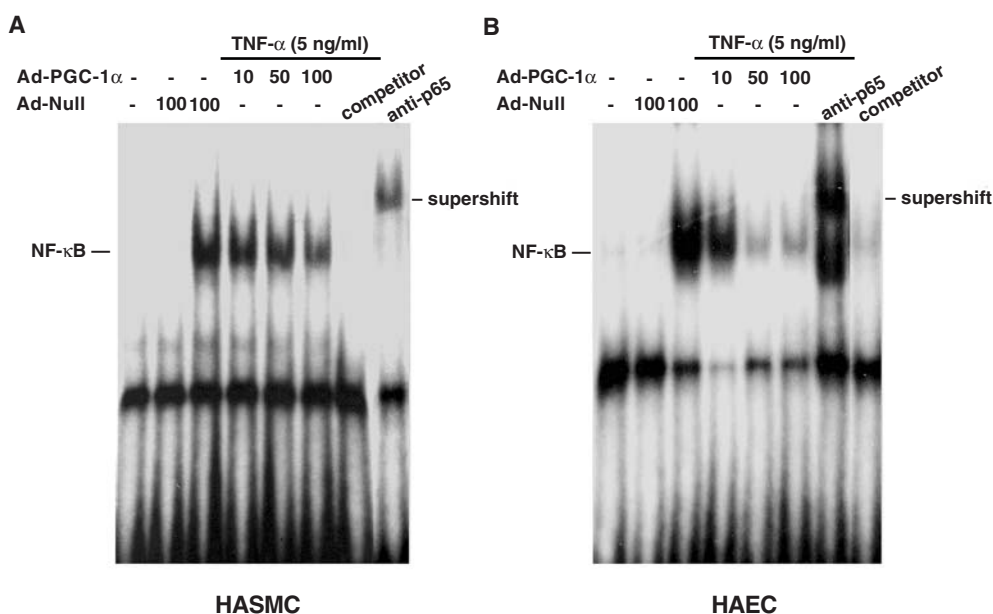 A
TNF-α (5 ng/ml)
Ad-PGC-1α - - - 10 50 100
Ad-Null - 100 100 - - - competitor anti-p65
supershift
NF-κB
HASMC
B
TNF-α (5 ng/ml)
Ad-PGC-1α - - - 10 50 100
Ad-Null - 100 100 - - - anti-p65 competitor
supershift
NF-κB
HAEC